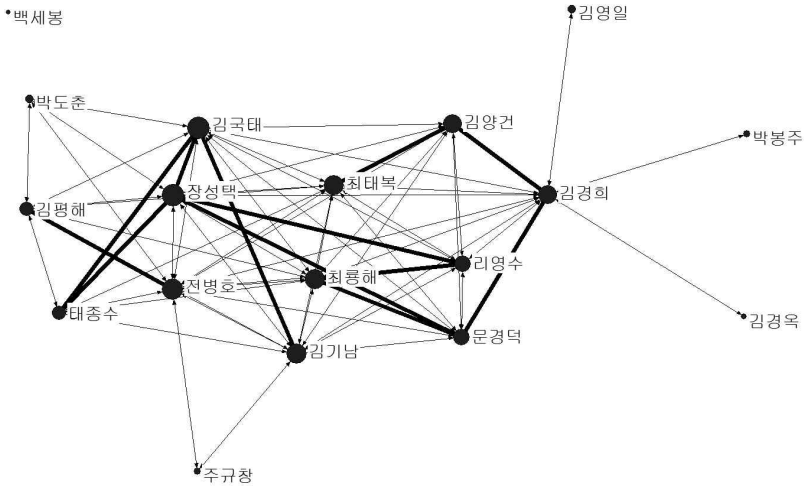 백세봉
김영일
박도춘
김국태
김양건
박봉주
최태복
장성택
김경희
김평해
리영수
최룡해
전병호
태종수
김경옥
문경덕
김기남
주규창